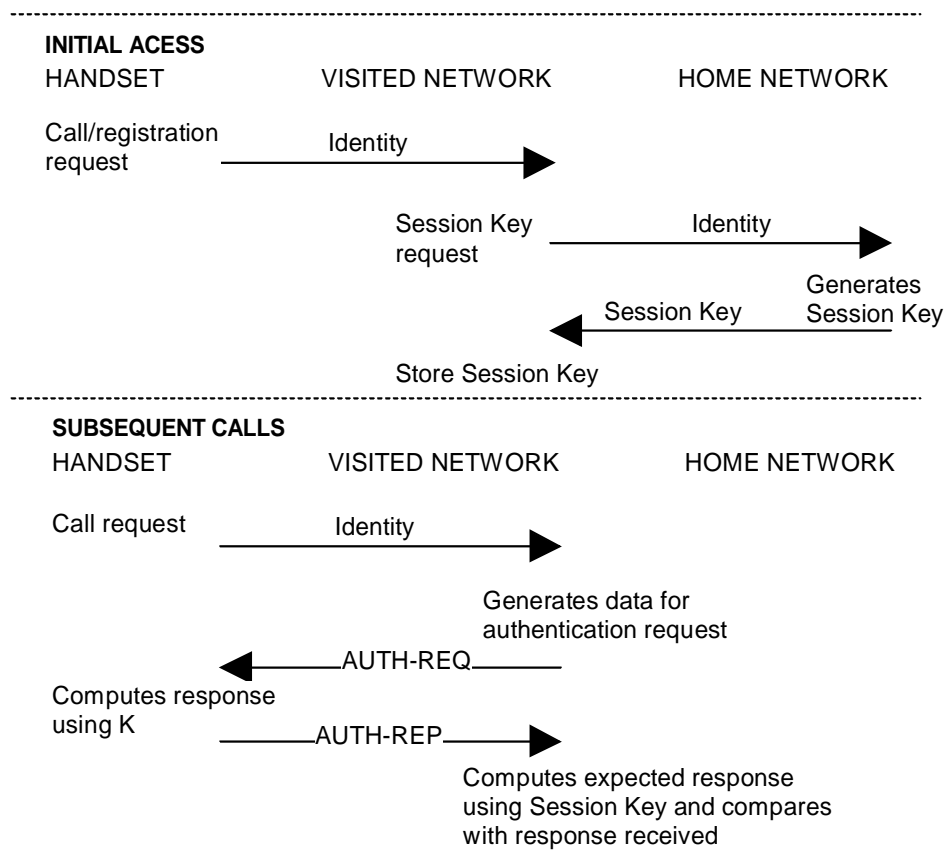 INITIAL ACESS
HANDSET VISITED NETWORK HOME NETWORK
Call/registration
request
Identity
Session Key
request
Identity
Generates
Session Key
Session Key
Store Session Key
SUBSEQUENT CALLS
HANDSET VISITED NETWORK HOME NETWORK
Call request
Identity
Generates data for
authentication request
AUTH-REQ
Computes response
using K
AUTH-REP
Computes expected response
using Session Key and compares
with response received